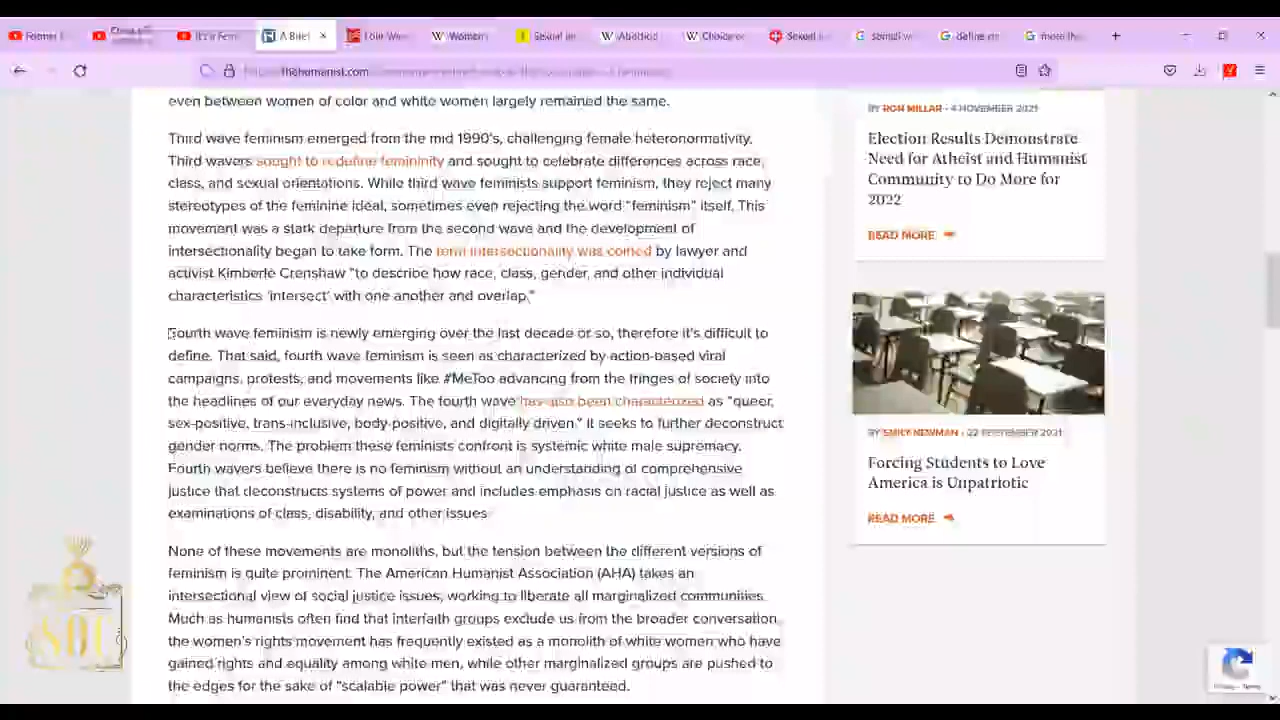 A Brief
thehumanist.com
even between women of color and white women largely remained the same.
Third wave feminism emerged from the mid 1990's, challenging female heteronormativity.
Third wavers sought to redefine femininity and sought to celebrate differences across race,
class, and sexual orientations. While third wave feminists support feminism, they reject many
stereotypes of the feminine ideal, sometimes even rejecting the word "feminism" itself. This
movement was a stark departure from the second wave and the development of
intersectionality began to take form. The term intersectionality was coined by lawyer and
activist Kimberlé Crenshaw "to describe how race, class, gender, and other individual
characteristics 'intersect' with one another and overlap."
Fourth wave feminism is newly emerging over the last decade or so, therefore it's difficult to
define. That said, fourth wave feminism is seen as characterized by action-based viral
campaigns, protests, and movements like #MeToo advancing from the fringes of society into
the headlines of our everyday news. The fourth wave has also been characterized as "queer,
sex-positive, trans-inclusive, body-positive, and digitally driven." It seeks to further deconstruct
gender norms. The problem these feminists confront is systemic white male supremacy.
Fourth wavers believe there is no feminism without an understanding of comprehensive
justice that deconstructs systems of power and includes emphasis on racial justice as well as
examinations of class, disability, and other issues
None of these movements are monoliths, but the tension between the different versions of
feminism is quite prominent. The American Humanist Association (AHA) takes an
intersectional view of social justice issues, working to liberate all marginalized communities.
Much as humanists often find that interfaith groups exclude us from the broader conversation,
the women's rights movement has frequently existed as a monolith of white women who have
gained rights and equality among white men, while other marginalized groups are pushed to
the edges for the sake of "scalable power" that was never guaranteed.
BY RON MILLAR • 4 NOVEMBER 2021
Election Results Demonstrate
Need for Atheist and Humanist
Community to Do More for
2022
READ MORE
BY EMILY NEWMAN • 22 SEPTEMBER 2021
Forcing Students to Love
America is Unpatriotic
READ MORE